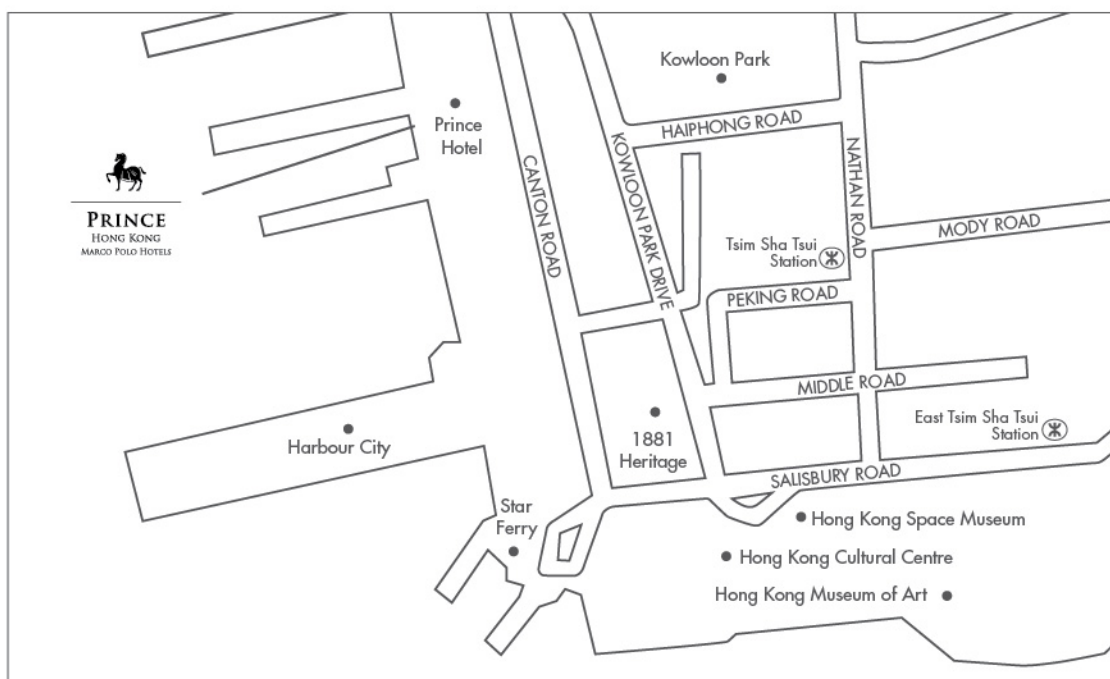 Kowloon Park
HAIPHONG ROAD
Prince
Hotel
PRINCE
HONG KONG
MARCO POLO HOTELS
CANTON ROAD
KOWLOON PARK DRIVE
NATHAN ROAD
MODY ROAD
Tsim Sha Tsui
Station
PEKING ROAD
MIDDLE ROAD
Harbour City
1881
Heritage
East Tsim Sha Tsui
Station
SALISBURY ROAD
Star
Ferry
Hong Kong Space Museum
Hong Kong Cultural Centre
Hong Kong Museum of Art